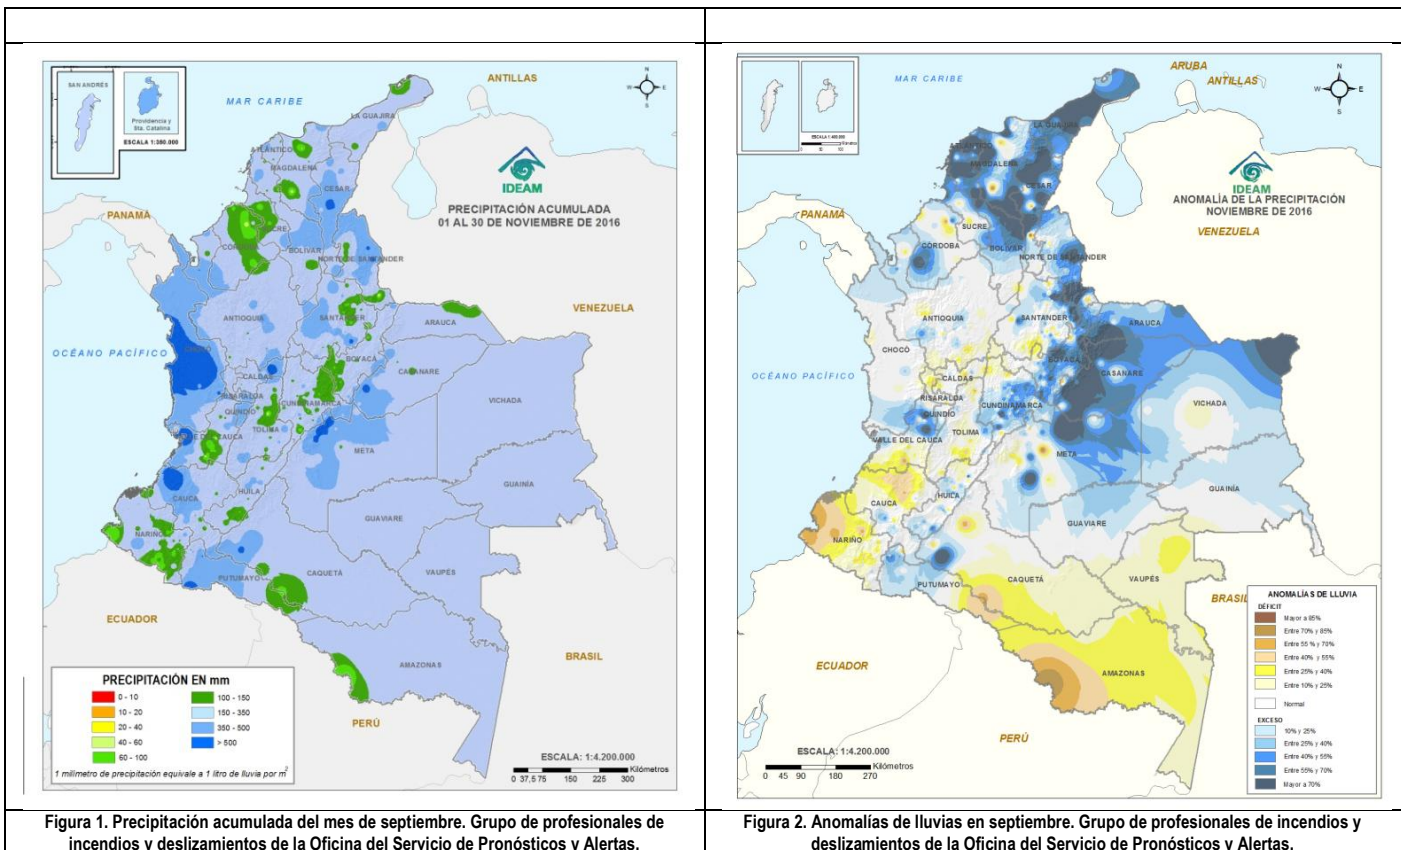 SAN ANDRÉS
Providencia y
Sta. Catalina
ESCALA 1:350.000
ANTILLAS
MAR CARIBE
N
W
E
S
LA GUAJIRA
ATLÁNTICO
MAGDALENA
CESAR
IDEAM
PRECIPITACIÓN ACUMULADA
01 AL 30 DE NOVIEMBRE DE 2016
PANAMÁ
SUCRE
CÓRDOBA
BOLÍVAR
NORTE DE SANTANDER
VENEZUELA
ANTIOQUIA
SANTANDER
ARAUCA
OCÉANO PACÍFICO
CHOCÓ
BOYACÁ
CALDAS
CASANARE
RISARALDA
CUNDINAMARCA
VICHADA
QUINDÍO
TOLIMA
VALLE DEL CAUCA
META
GUAINÍA
CAUCA
HUILA
GUAVIARE
NARIÑO
CAQUETÁ
VAUPÉS
PUTUMAYO
ECUADOR
AMAZONAS
BRASIL
PERÚ
PRECIPITACIÓN EN mm
0 - 10
100 - 150
10 - 20
150 - 350
20 - 40
350 - 500
40 - 60
> 500
60 - 100
1 milímetro de precipitación equivale a 1 litro de lluvia por m2
ESCALA: 1:4.200.000
Kilómetros
0 37,5 75 150 225 300
Figura 1. Precipitación acumulada del mes de septiembre. Grupo de profesionales de
incendios y deslizamientos de la Oficina del Servicio de Pronósticos y Alertas.
ARUBA
ANTILLAS
MAR CARIBE
N
W
E
S
ESCALA 1:400.000
LA GUAJIRA
ATLÁNTICO
MAGDALENA
CESAR
IDEAM
ANOMALÍA DE LA PRECIPITACIÓN
NOVIEMBRE DE 2016
VENEZUELA
PANAMÁ
SUCRE
CÓRDOBA
BOLÍVAR
NORTE DE SANTANDER
ANTIOQUIA
SANTANDER
ARAUCA
CHOCÓ
BOYACÁ
OCÉANO PACÍFICO
CALDAS
CASANARE
RISARALDA
CUNDINAMARCA
VICHADA
QUINDÍO
TOLIMA
VALLE DEL CAUCA
META
GUAINÍA
CAUCA
HUILA
GUAVIARE
NARIÑO
CAQUETÁ
VAUPÉS
PUTUMAYO
BRASIL
ECUADOR
AMAZONAS
PERÚ
ANOMALÍAS DE LLUVIA
DÉFICIT
Mayor a 85%
Entre 70% y 85%
Entre 55 % y 70%
Entre 40% y 55%
Entre 25% y 40%
Entre 10% y 25%
Normal
EXCESO
10% y 25%
Entre 25% y 40%
Entre 40% y 55%
Entre 55% y 70%
Mayor a 70%
ESCALA: 1:4.200.000
Kilómetros
0 45 90 180 270
Figura 2. Anomalías de lluvias en septiembre. Grupo de profesionales de incendios y
deslizamientos de la Oficina del Servicio de Pronósticos y Alertas.